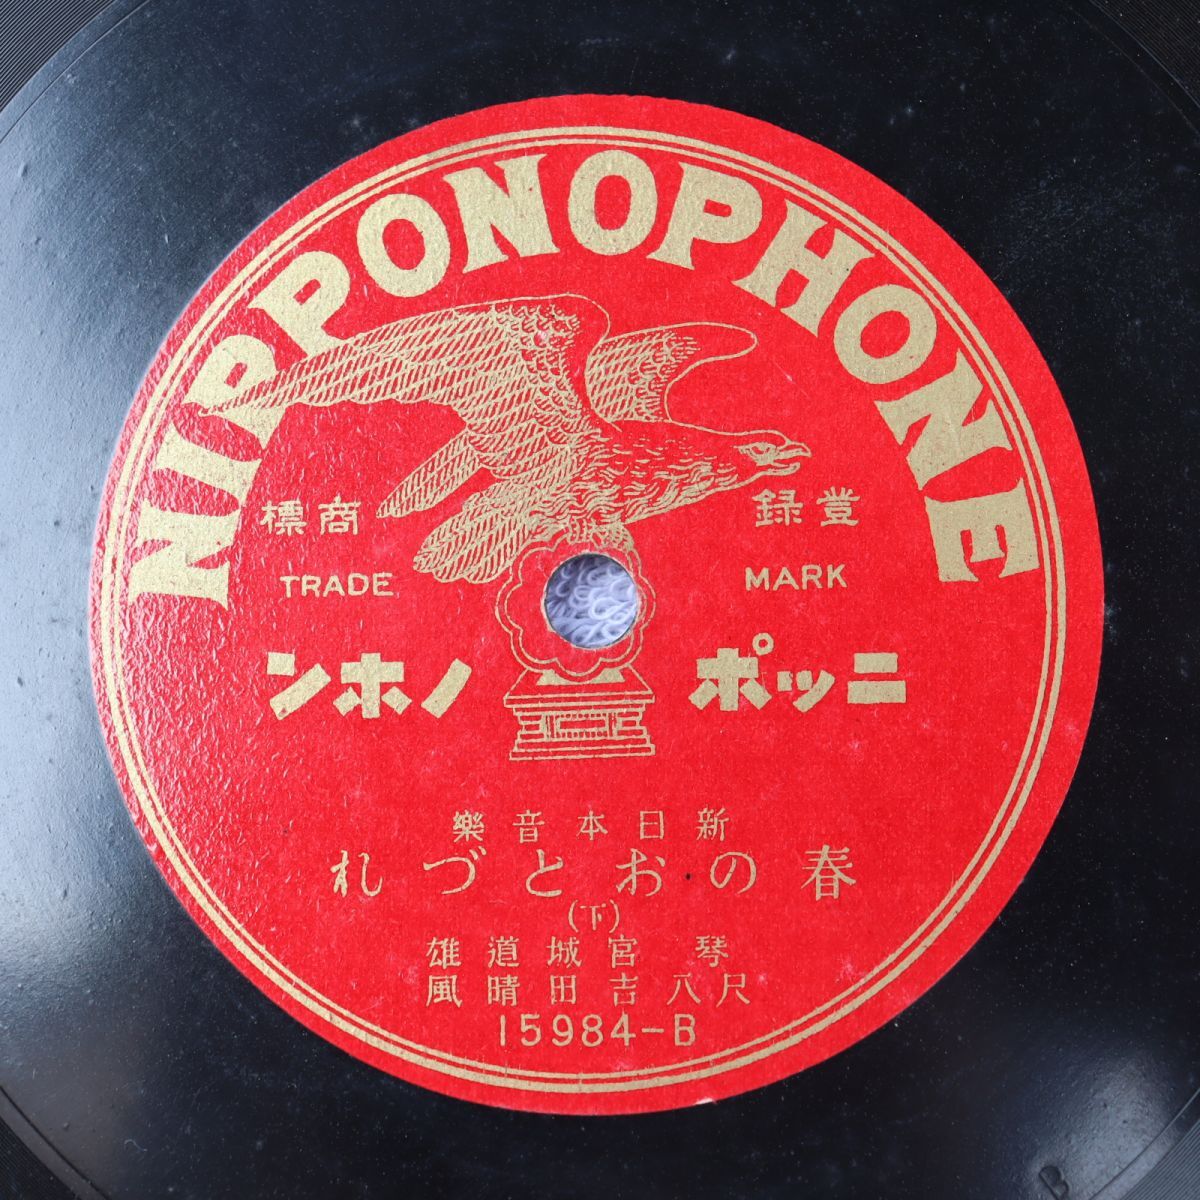 NIPPONOPHONE
登録 商標
TRADE MARK
ニッポノホン
新日本音樂
春のおとづれ
(下)
琴 宮城道雄
尺八 吉田晴風
15984-B
B